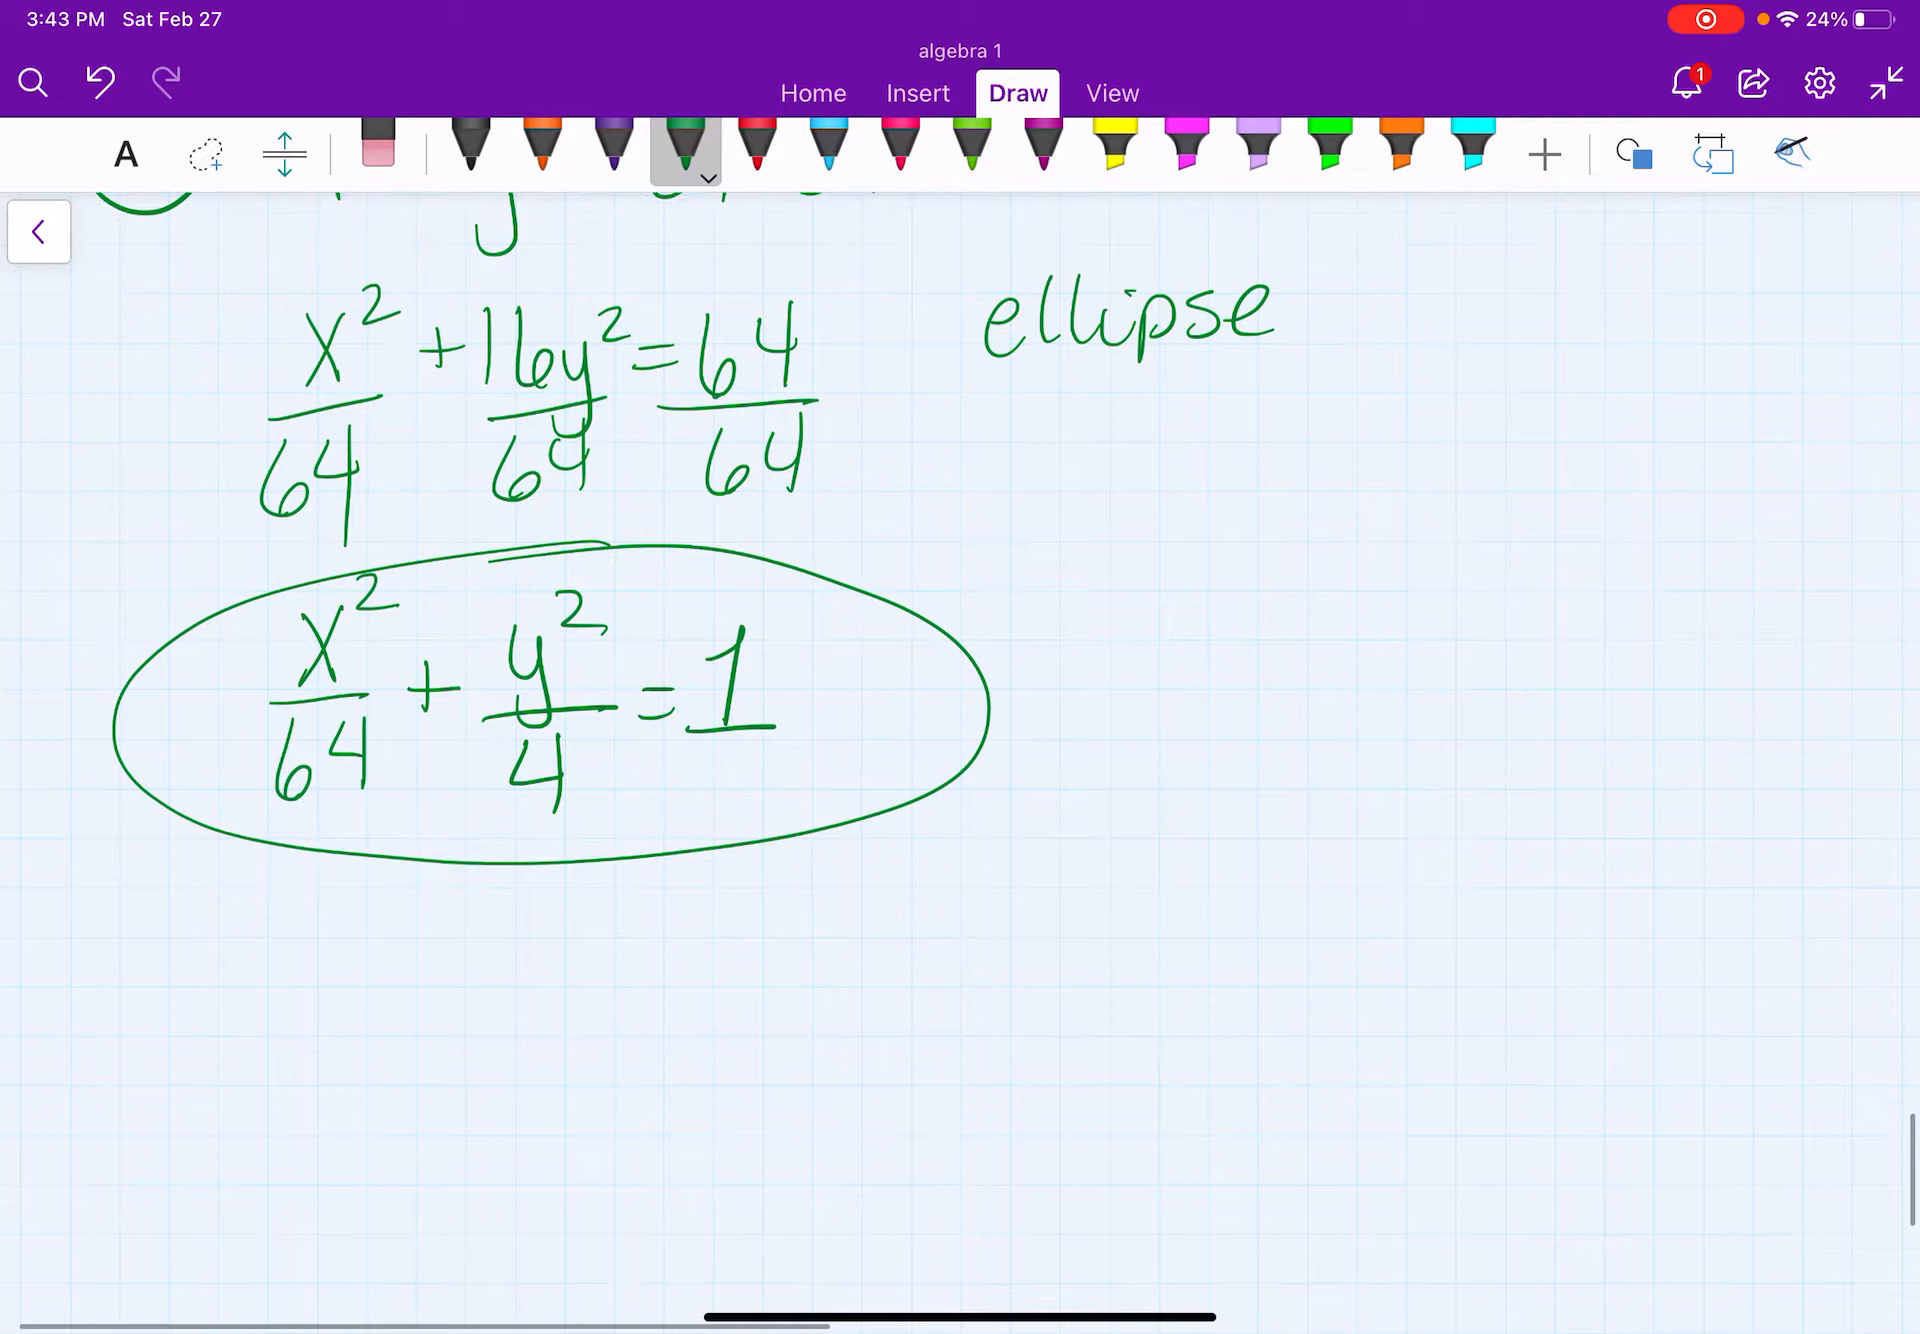 3:43 PM Sat Feb 27
24%
algebra 1
Home Insert Draw View
1
A
x² + 16y² = 64
64 64 64
ellipse
x² + y² = 1
64 4